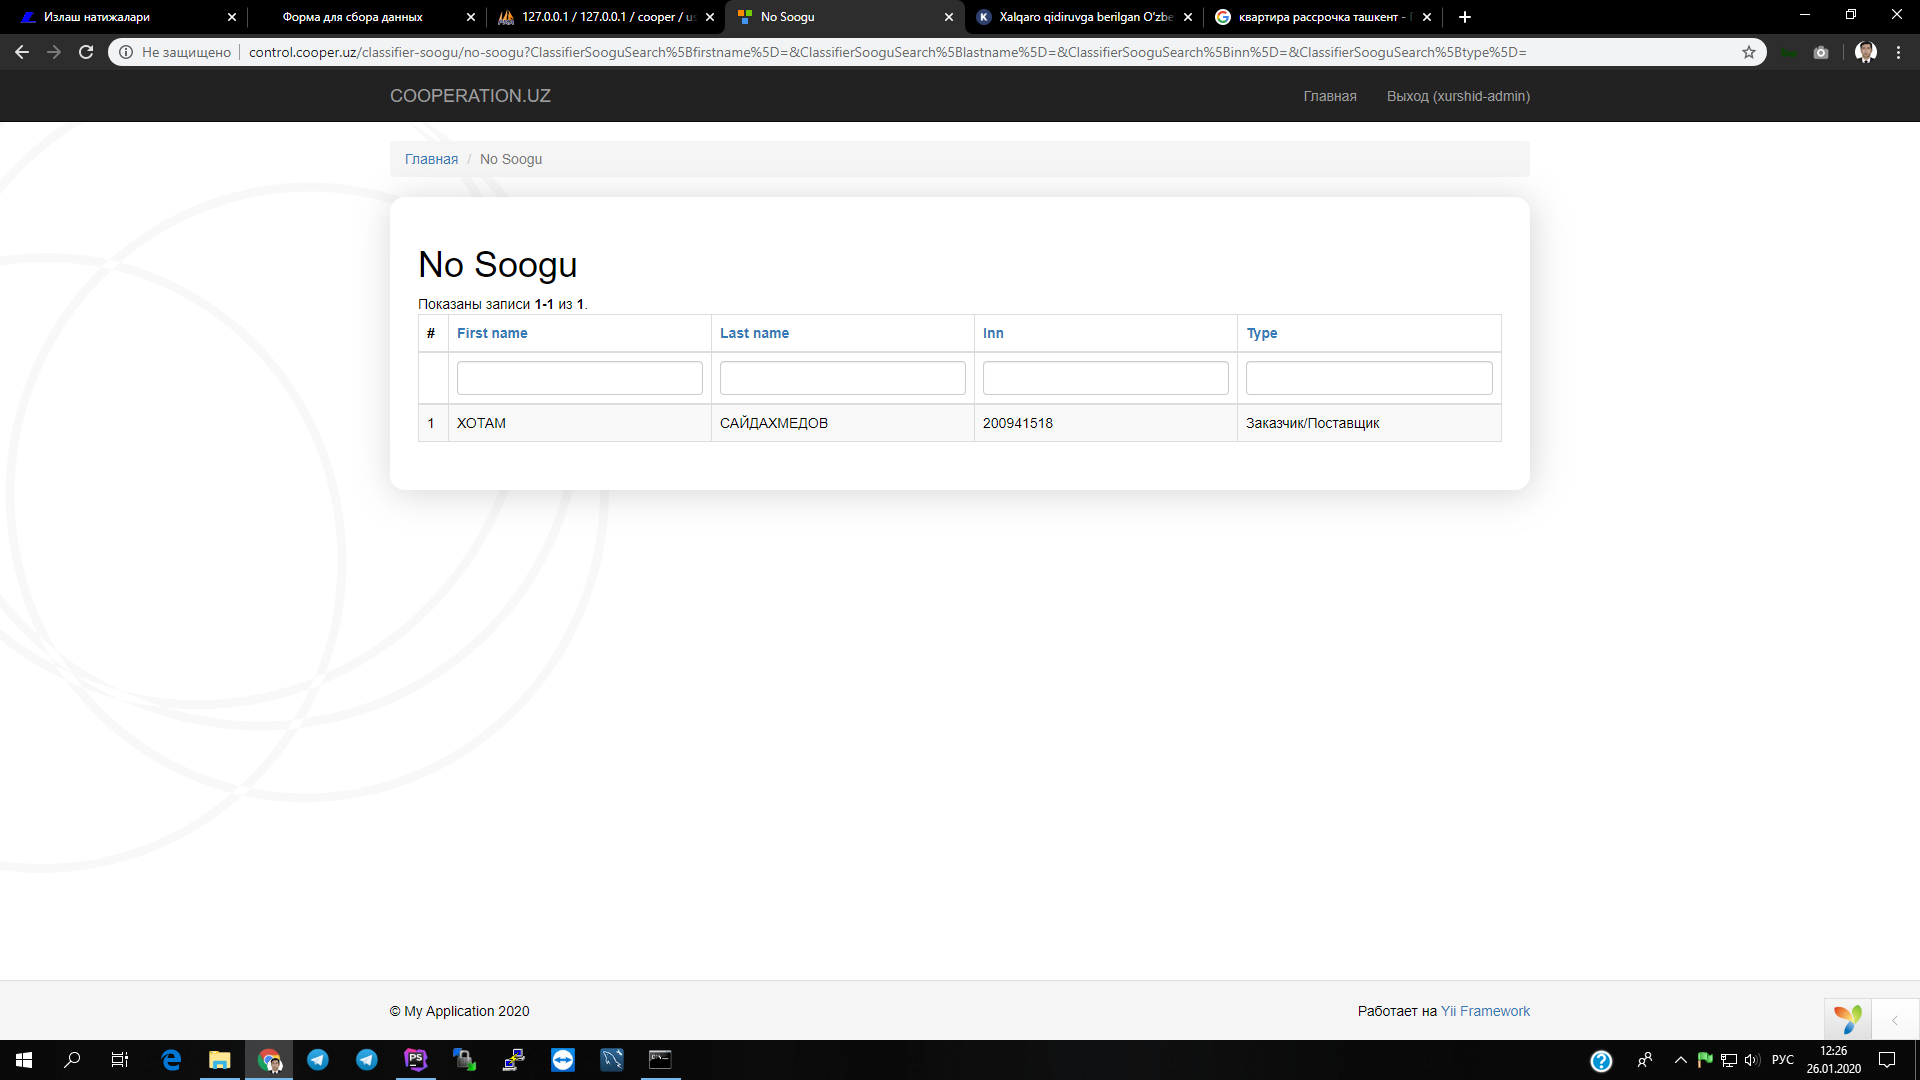 Излаш натижалари
Форма для сбора данных
127.0.0.1 / 127.0.0.1 / cooper / us
No Soogu
Xalqaro qidiruvga berilgan O'zbe
квартира рассрочка ташкент - П
Не защищено
control.cooper.uz/classifier-soogu/no-soogu?ClassifierSooguSearch%5Bfirstname%5D=&ClassifierSooguSearch%5Blastname%5D=&ClassifierSooguSearch%5Binn%5D=&ClassifierSooguSearch%5Btype%5D=
COOPERATION.UZ
Главная
Выход (xurshid-admin)
Главная / No Soogu
No Soogu
Показаны записи 1-1 из 1.
# First name Last name Inn Type
1 ХОТАМ САЙДАХМЕДОВ 200941518 Заказчик/Поставщик
© My Application 2020
Работает на Yii Framework
РУС
12:26
26.01.2020